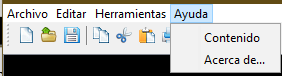 Archivo Editar Herramientas Ayuda
Contenido
Acerca de...